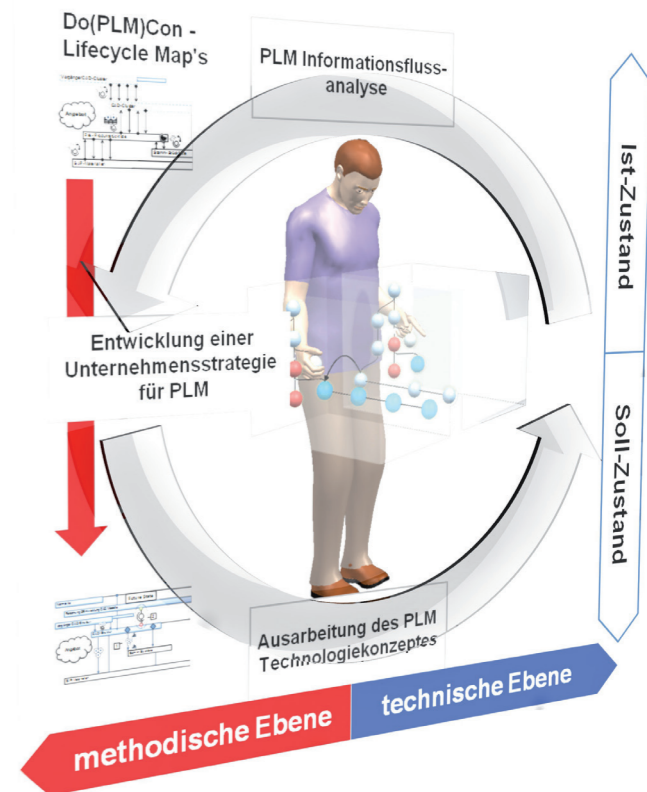 Do(PLM)Con -
Lifecycle Map's
PLM Informationsfluss-
analyse
Ist-Zustand
Entwicklung einer
Unternehmensstrategie
für PLM
Soll-Zustand
Ausarbeitung des PLM
Technologiekonzeptes
methodische Ebene
technische Ebene